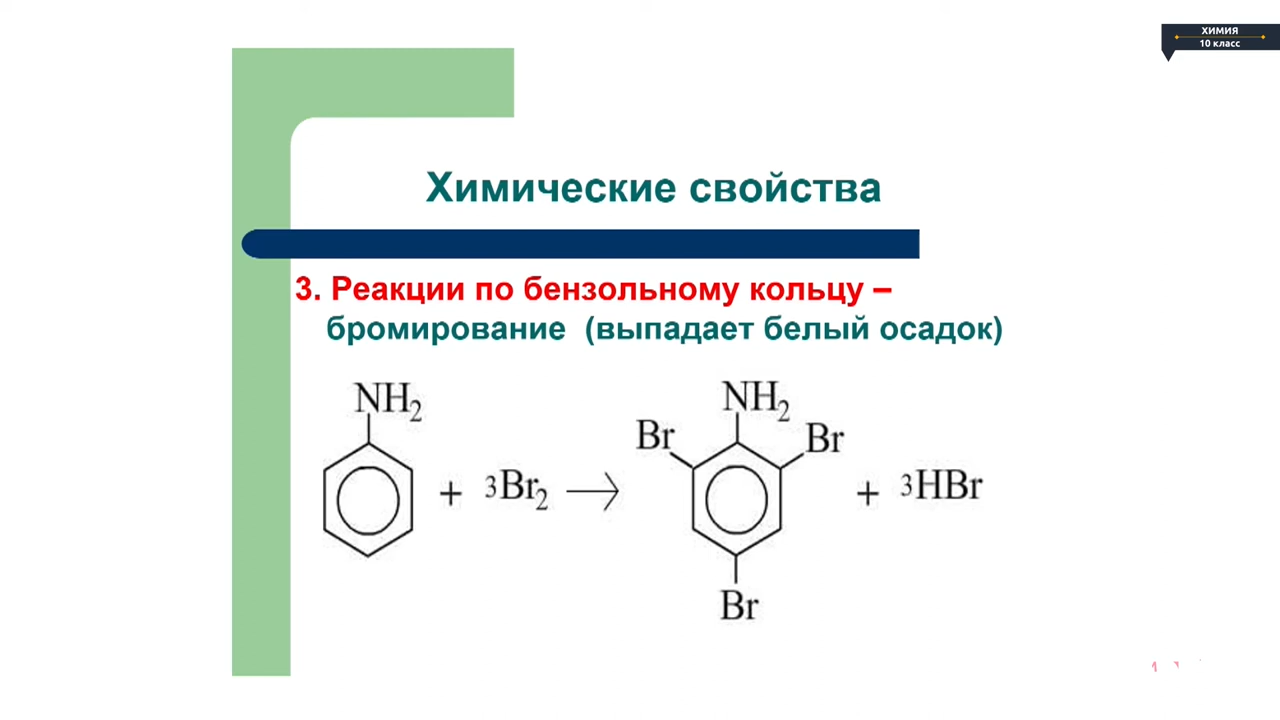 ХИМИЯ
10 класс
Химические свойства
3. Реакции по бензольному кольцу –
бромирование (выпадает белый осадок)
NH₂ NH₂
Br Br
+ 3Br₂ → + 3HBr
Br